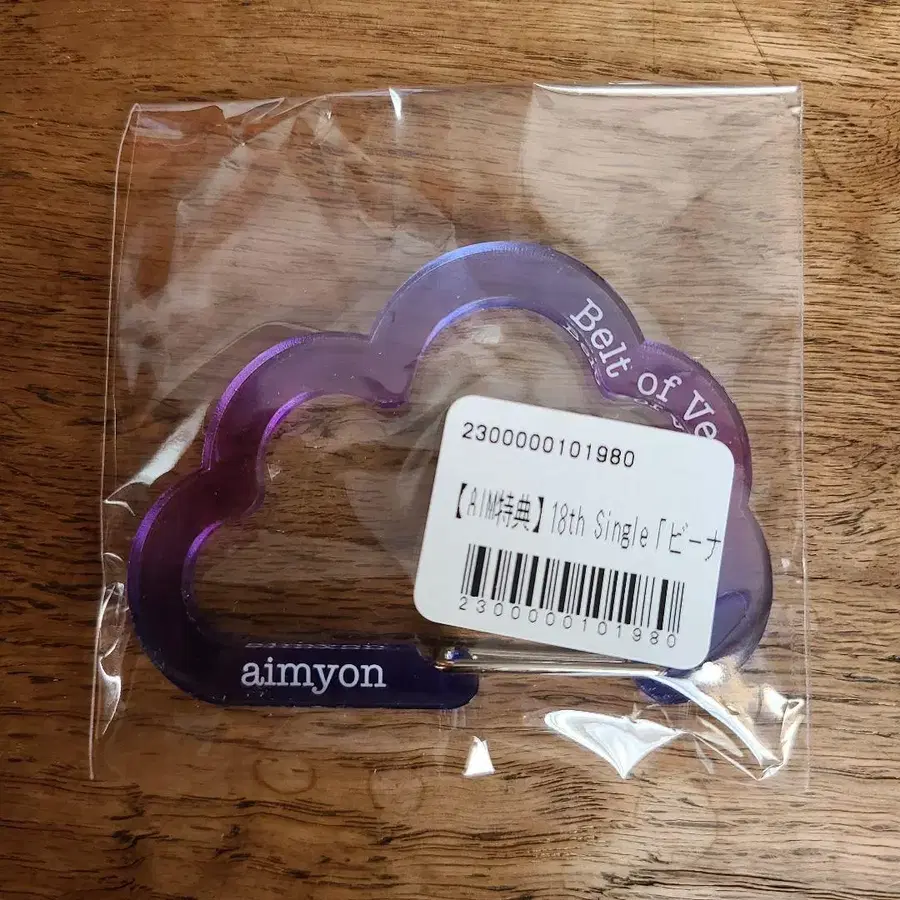 Belt of Ve
2300000101980
【AIM特典】18th Single「ビーナ
2300000101980
aimyon